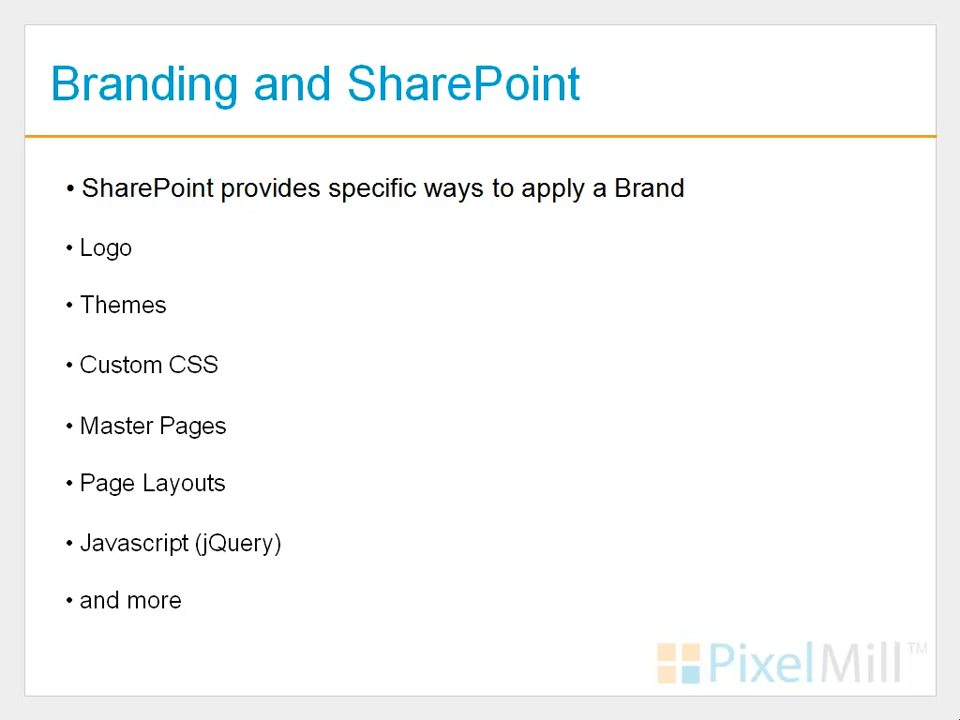 Branding and SharePoint
• SharePoint provides specific ways to apply a Brand
• Logo
• Themes
• Custom CSS
• Master Pages
• Page Layouts
• Javascript (jQuery)
• and more
PixelMill™